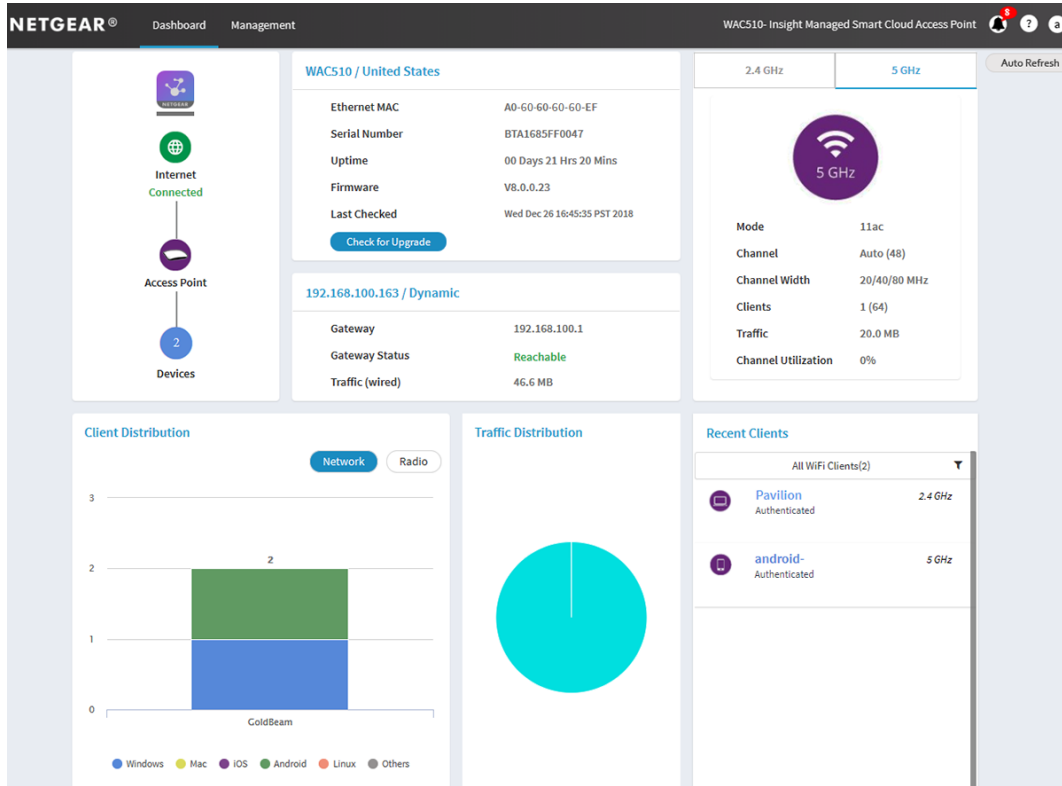 NETGEAR® Dashboard Management WAC510- Insight Managed Smart Cloud Access Point 8 ? a
Auto Refresh
NETGEAR
Internet
Connected
Access Point
2
Devices
WAC510 / United States
Ethernet MAC A0-60-60-60-60-EF
Serial Number BTA1685FF0047
Uptime 00 Days 21 Hrs 20 Mins
Firmware V8.0.0.23
Last Checked Wed Dec 26 16:45:35 PST 2018
Check for Upgrade
192.168.100.163 / Dynamic
Gateway 192.168.100.1
Gateway Status Reachable
Traffic (wired) 46.6 MB
2.4 GHz 5 GHz
5 GHz
Mode 11ac
Channel Auto (48)
Channel Width 20/40/80 MHz
Clients 1 (64)
Traffic 20.0 MB
Channel Utilization 0%
Client Distribution
Network Radio
3
2
2
1
0
GoldBeam
Windows Mac iOS Android Linux Others
Traffic Distribution
Recent Clients
All WiFi Clients(2)
Pavilion 2.4 GHz
Authenticated
android- 5 GHz
Authenticated